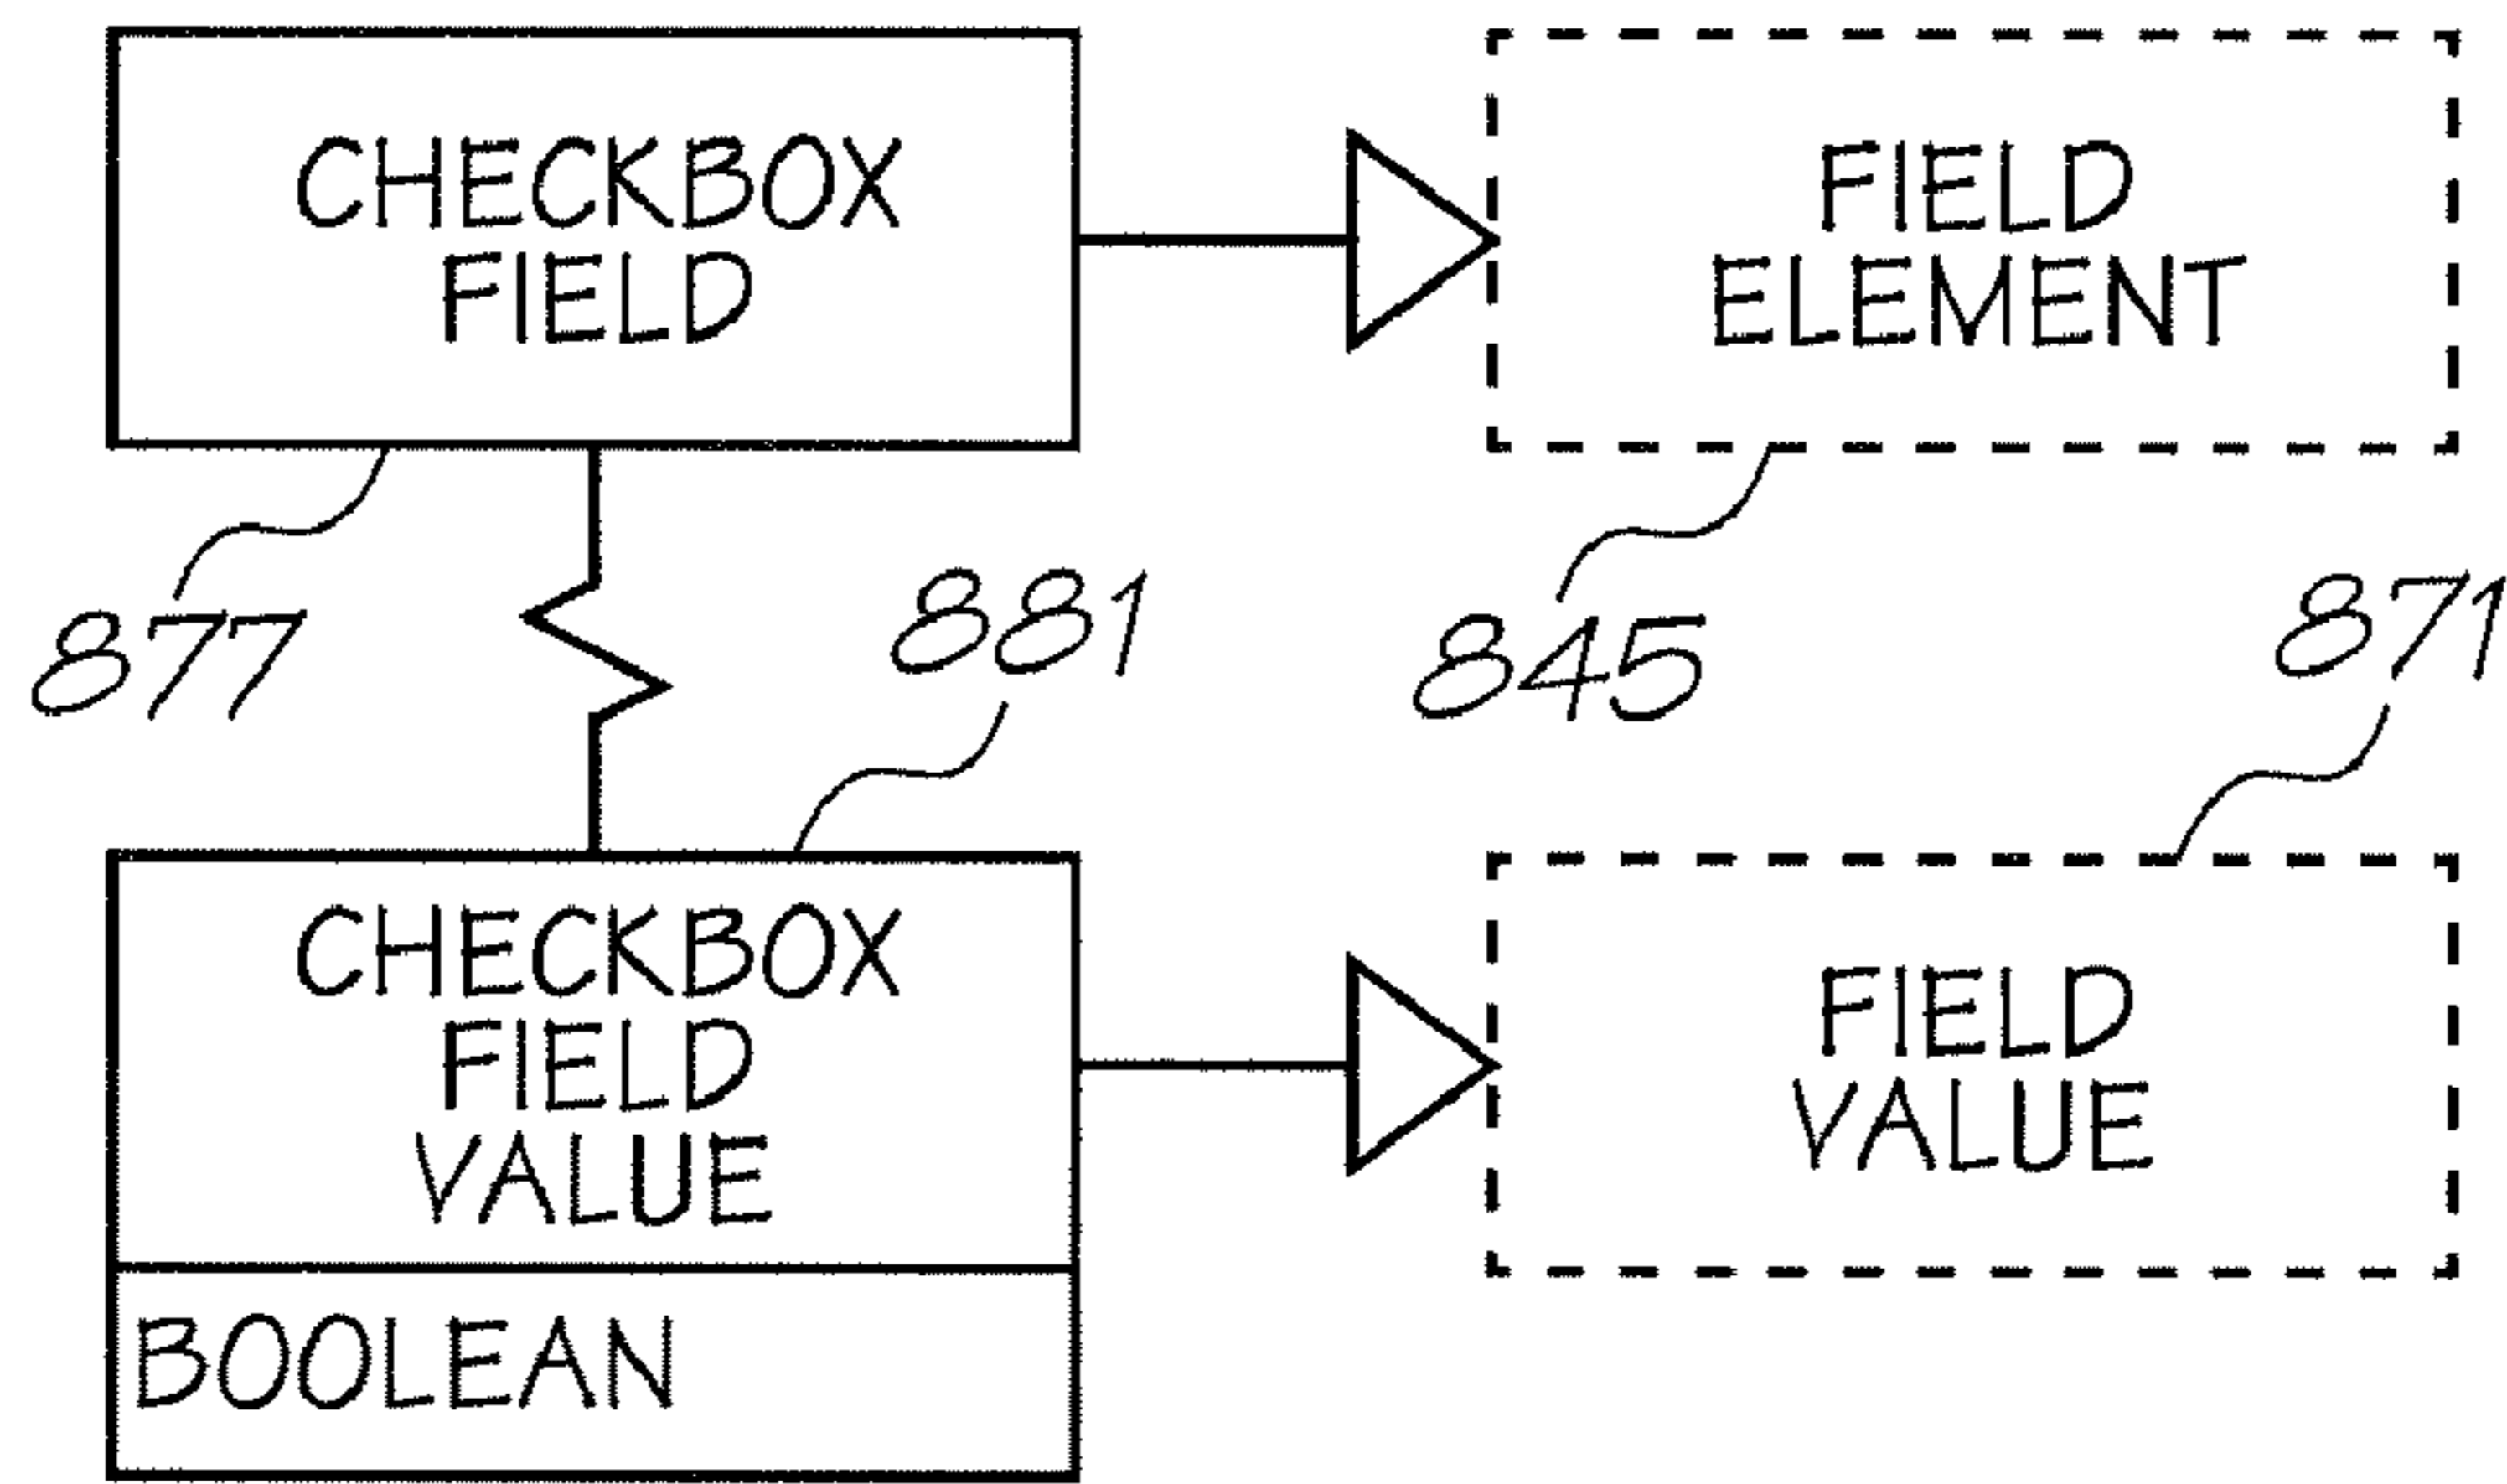 CHECKBOX
FIELD
FIELD
ELEMENT
877
881
845
871
CHECKBOX
FIELD
VALUE
FIELD
VALUE
BOOLEAN